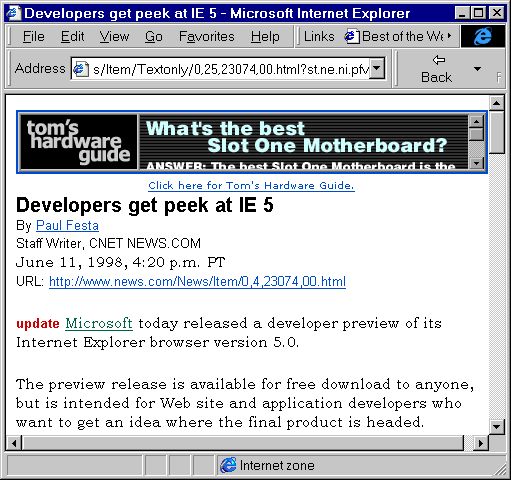 Developers get peek at IE 5 - Microsoft Internet Explorer
File Edit View Go Favorites Help Links Best of the We
Address s/Item/Textonly/0,25,23074,00.html?st.ne.ni.pfv Back
tom's hardware guide
What's the best
Slot One Motherboard?
ANSWER: The best Slot One Motherboard is the
Click here for Tom's Hardware Guide.
Developers get peek at IE 5
By Paul Festa
Staff Writer, CNET NEWS.COM
June 11, 1998, 4:20 p.m. PT
URL: http://www.news.com/News/Item/0,4,23074,00.html
update Microsoft today released a developer preview of its
Internet Explorer browser version 5.0.
The preview release is available for free download to anyone,
but is intended for Web site and application developers who
want to get an idea where the final product is headed.
Internet zone